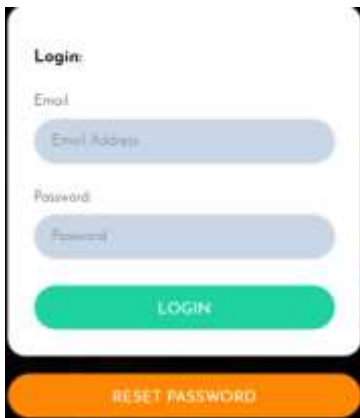 Login:
Email
Email Address
Password
Password
LOGIN
RESET PASSWORD